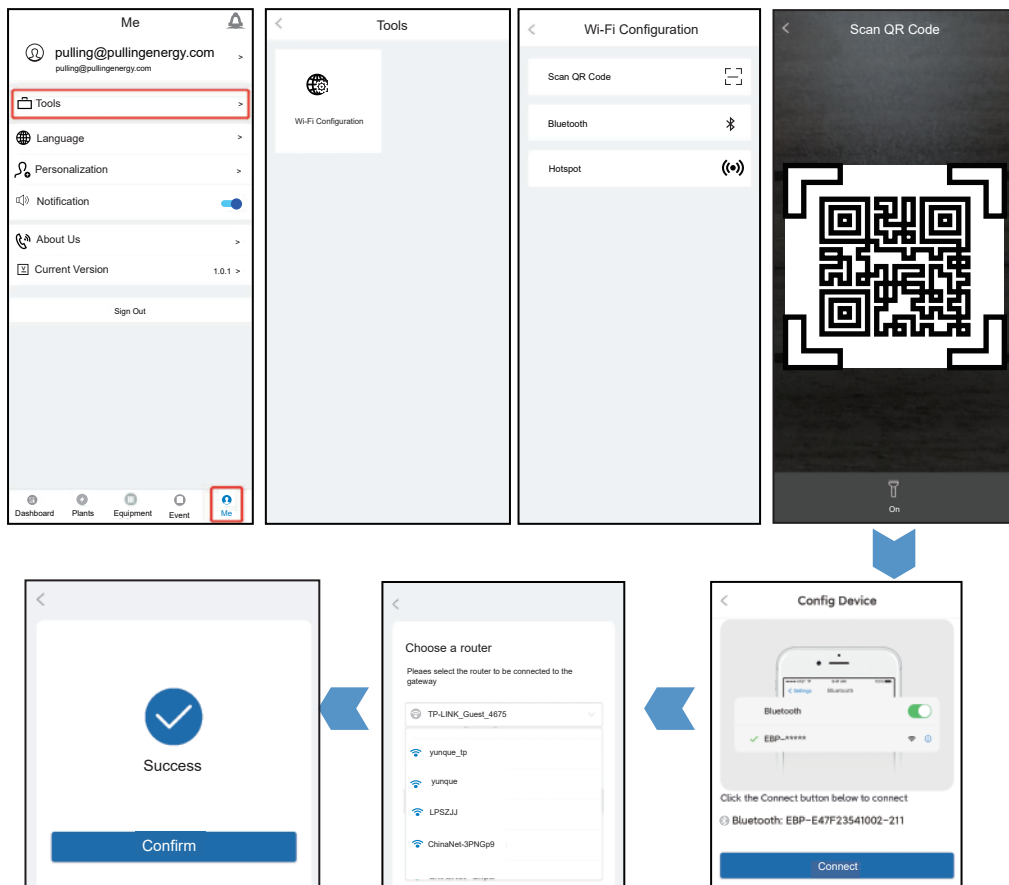 Me
pulling@pullingenergy.com
pulling@pullingenergy.com
Tools
Language
Personalization
Notification
About Us
Current Version
1.0.1 >
Sign Out
Dashboard
Plants
Equipment
Event
Me
Tools
Wi-Fi Configuration
Wi-Fi Configuration
Scan QR Code
Bluetooth
Hotspot
Scan QR Code
On
Config Device
Settings Bluetooth
Bluetooth
EBP-*****
Click the Connect button below to connect
Bluetooth: EBP-E47F23541002-211
Connect
Choose a router
Pleaes select the router to be connected to the
gateway
TP-LINK_Guest_4675
yunque_tp
yunque
LPSZJJ
ChinaNet-3PNGp9
Success
Confirm